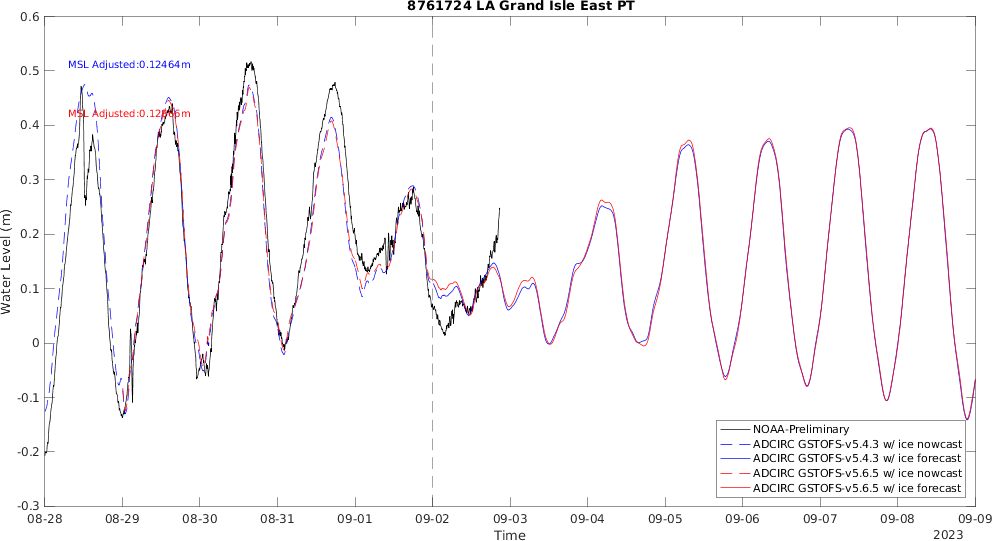 8761724 LA Grand Isle East PT
Water Level (m)
0.6
0.5
0.4
0.3
0.2
0.1
0
-0.1
-0.2
-0.3
MSL Adjusted:0.12464m
MSL Adjusted:
NOAA-Preliminary
ADCIRC GSTOFS-v5.4.3 w/ ice nowcast
ADCIRC GSTOFS-v5.4.3 w/ ice forecast
ADCIRC GSTOFS-v5.6.5 w/ ice nowcast
ADCIRC GSTOFS-v5.6.5 w/ ice forecast
08-28 08-29 08-30 08-31 09-01 09-02 09-03 09-04 09-05 09-06 09-07 09-08 09-09
Time
2023